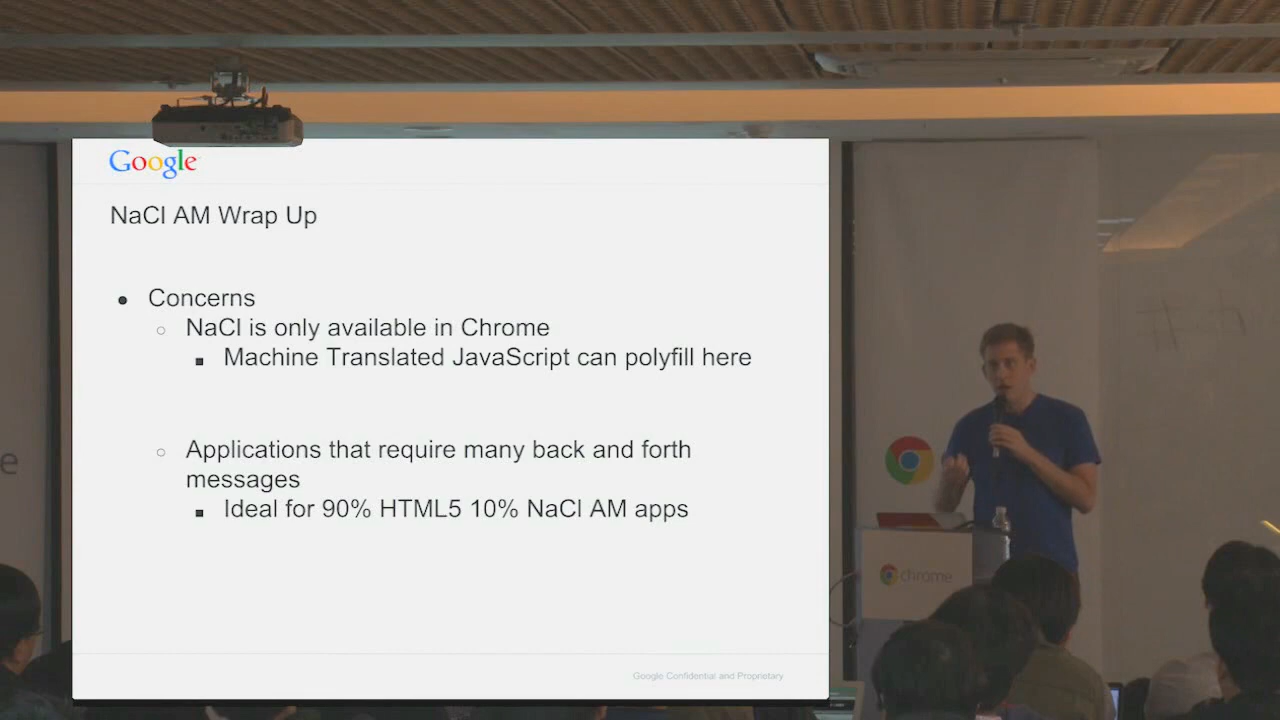 Google
NaCl AM Wrap Up
● Concerns
○ NaCl is only available in Chrome
■ Machine Translated JavaScript can polyfill here
○ Applications that require many back and forth
messages
■ Ideal for 90% HTML5 10% NaCl AM apps
Google Confidential and Proprietary
e
chrome